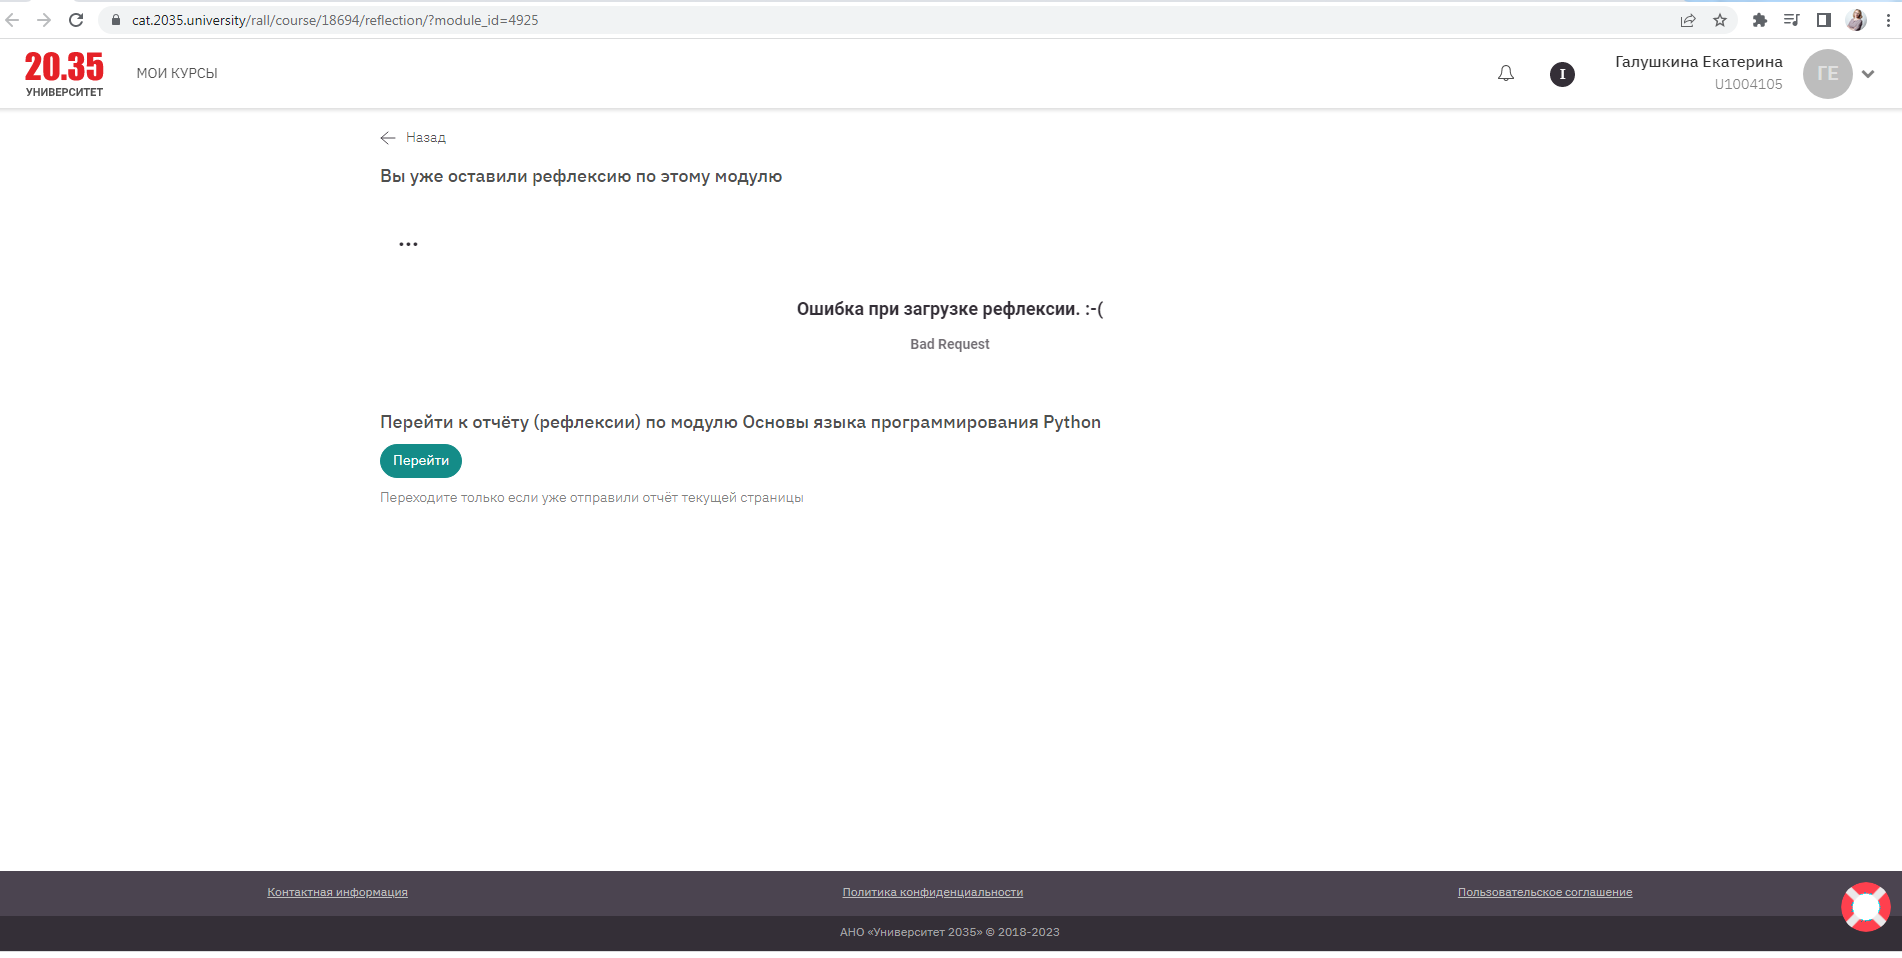 cat.2035.university/rall/course/18694/reflection/?module_id=4925
20.35
УНИВЕРСИТЕТ
МОИ КУРСЫ
I
Галушкина Екатерина
U1004105
ГЕ
Назад
Вы уже оставили рефлексию по этому модулю
...
Ошибка при загрузке рефлексии. :-(
Bad Request
Перейти к отчёту (рефлексии) по модулю Основы языка программирования Python
Перейти
Переходите только если уже отправили отчёт текущей страницы
Контактная информация
Политика конфиденциальности
Пользовательское соглашение
АНО «Университет 2035» © 2018-2023